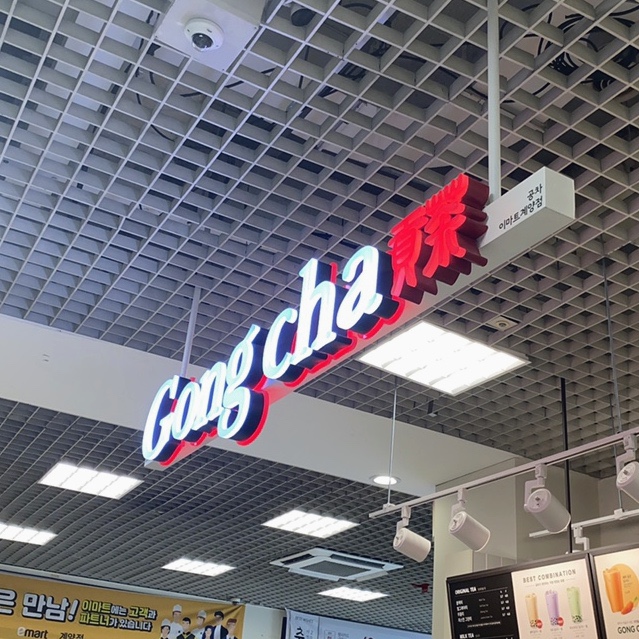 Gong cha 貢茶
공차
이마트계양점
은 만남!
이마트에는 고객과
파트너가 있습니다
emart 계양점
ORIGINAL TEA
MILK TEA
BEST COMBINATION
GONG C